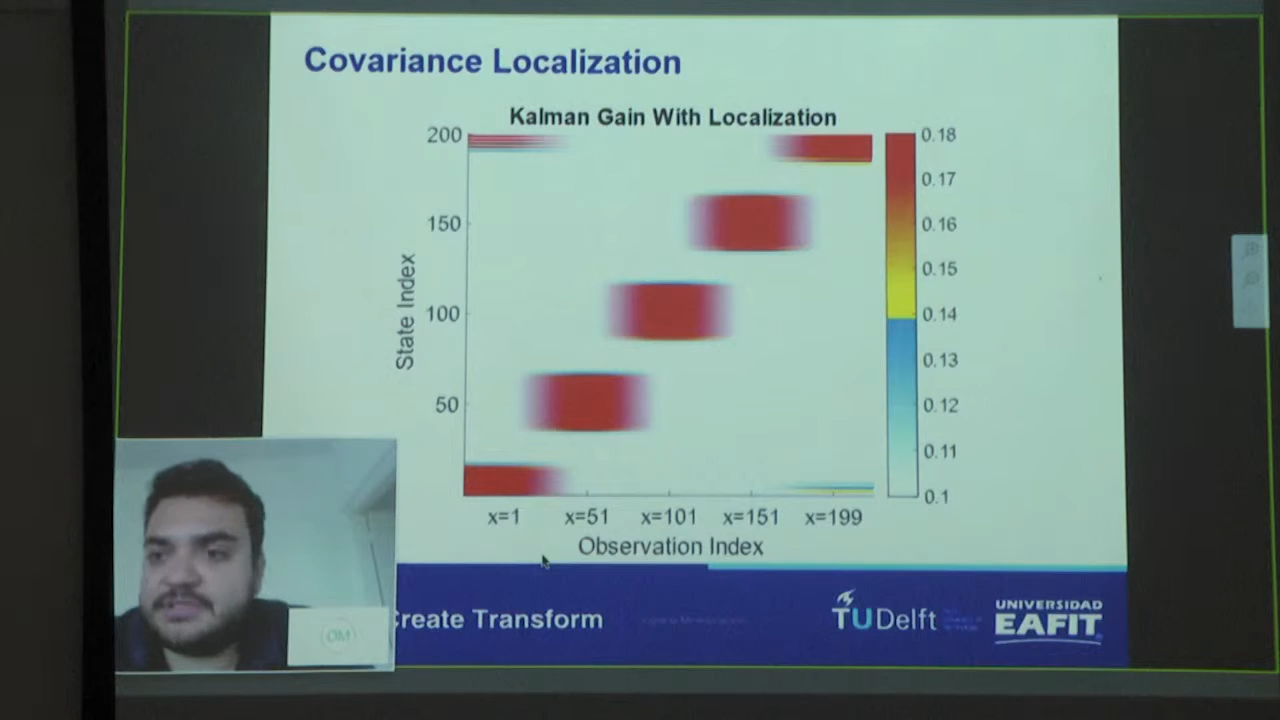 Covariance Localization
Kalman Gain With Localization
200
150
100
50
State Index
x=1 x=51 x=101 x=151 x=199
Observation Index
0.18
0.17
0.16
0.15
0.14
0.13
0.12
0.11
0.1
OM
Create Transform
TUDelft
UNIVERSIDAD
EAFIT